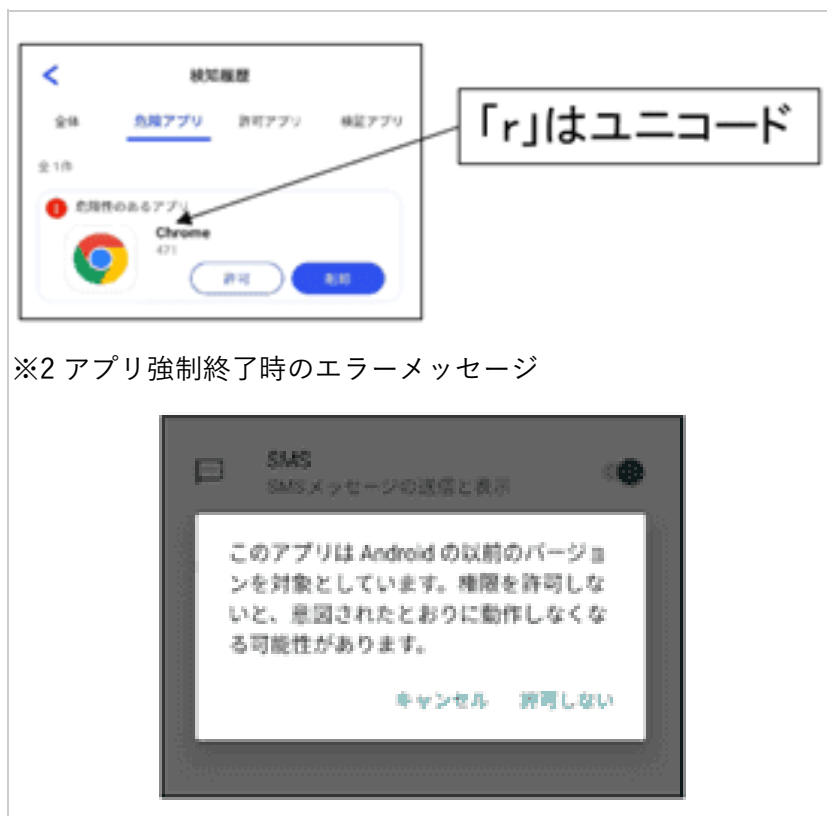 検知履歴
全体 危険アプリ 許可アプリ 検証アプリ
全1件
危険性のあるアプリ
Chrome
471
許可 削除
「r」はユニコード
※2 アプリ強制終了時のエラーメッセージ
SMS
SMSメッセージの送信と表示
このアプリは Android の以前のバージョ
ンを対象としています。権限を許可しな
いと、意図されたとおりに動作しなくな
る可能性があります。
キャンセル 許可しない